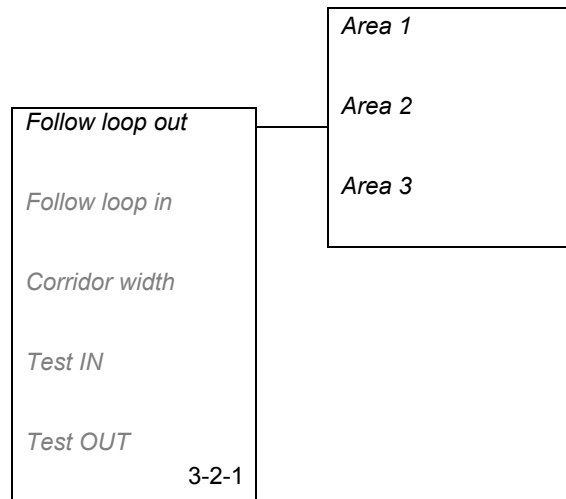 Area 1
Area 2
Area 3
Follow loop out
Follow loop in
Corridor width
Test IN
Test OUT
3-2-1